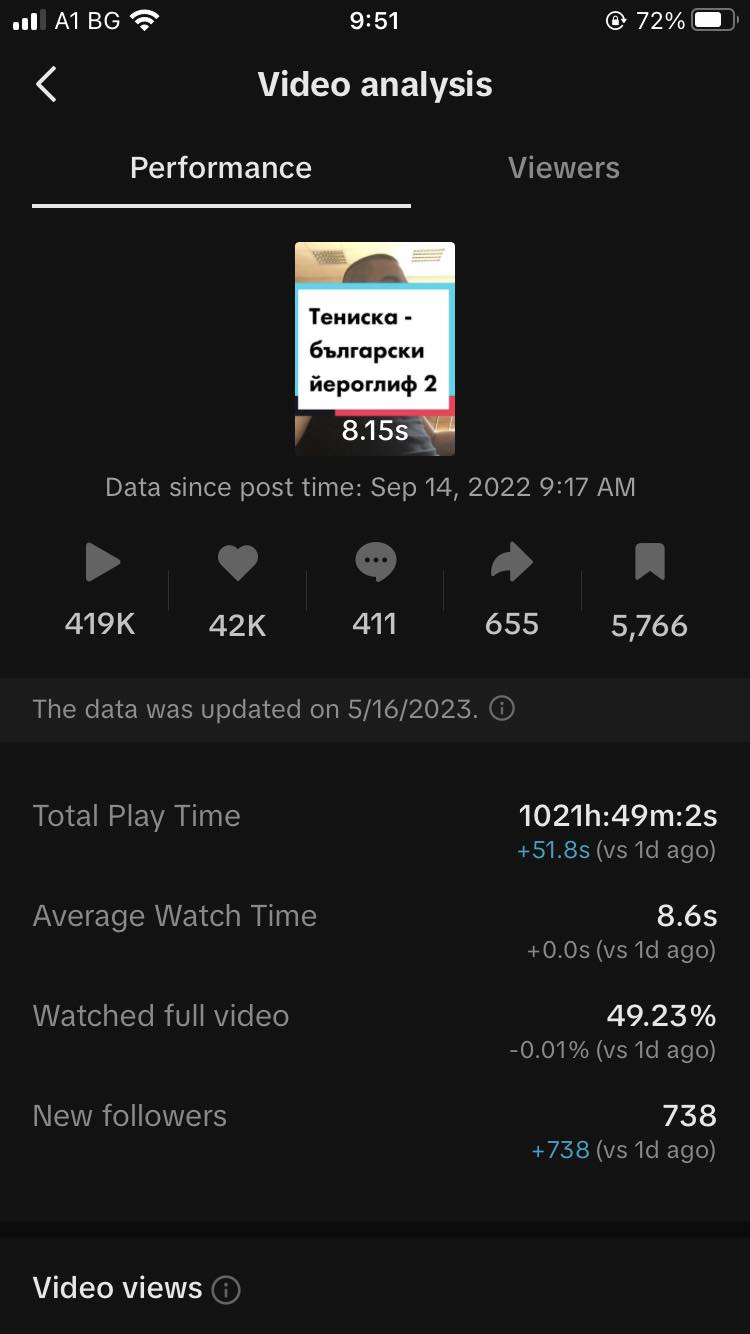 A1 BG 9:51 72%
Video analysis
Performance Viewers
Тениска -
български
йероглиф 2
8.15s
Data since post time: Sep 14, 2022 9:17 AM
419K 42K 411 655 5,766
The data was updated on 5/16/2023.
Total Play Time 1021h:49m:2s
+51.8s (vs 1d ago)
Average Watch Time 8.6s
+0.0s (vs 1d ago)
Watched full video 49.23%
-0.01% (vs 1d ago)
New followers 738
+738 (vs 1d ago)
Video views